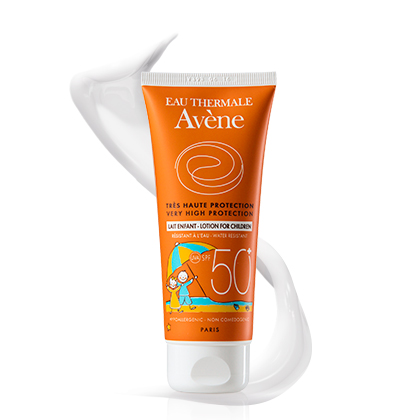 EAU THERMALE
Avène
TRÈS HAUTE PROTECTION
VERY HIGH PROTECTION
LAIT ENFANT - LOTION FOR CHILDREN
RÉSISTANT À L'EAU - WATER RESISTANT
UVA SPF 50+
HYPOALLERGENIC - NON COMEDOGENIC
PARIS